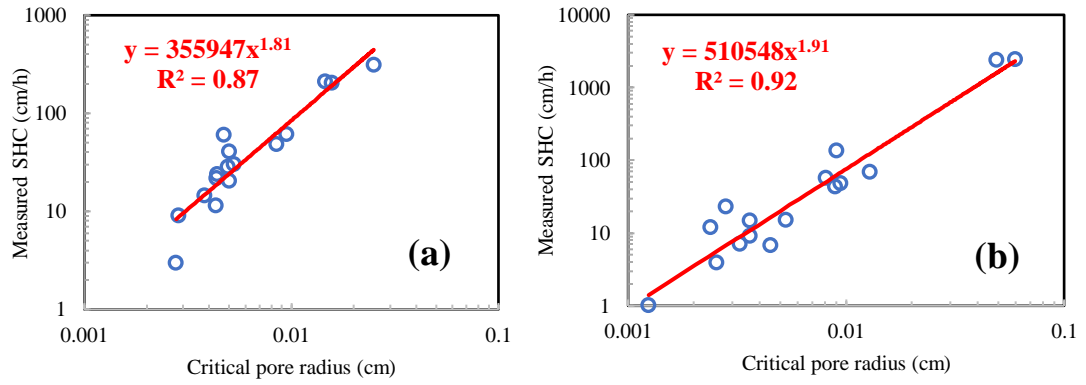 1000
100
10
1
0.001
0.01
0.1
Measured SHC (cm/h)
Critical pore radius (cm)
y = 355947x^1.81
R² = 0.87
(a)
10000
1000
100
10
1
0.001
0.01
0.1
Measured SHC (cm/h)
Critical pore radius (cm)
y = 510548x^1.91
R² = 0.92
(b)